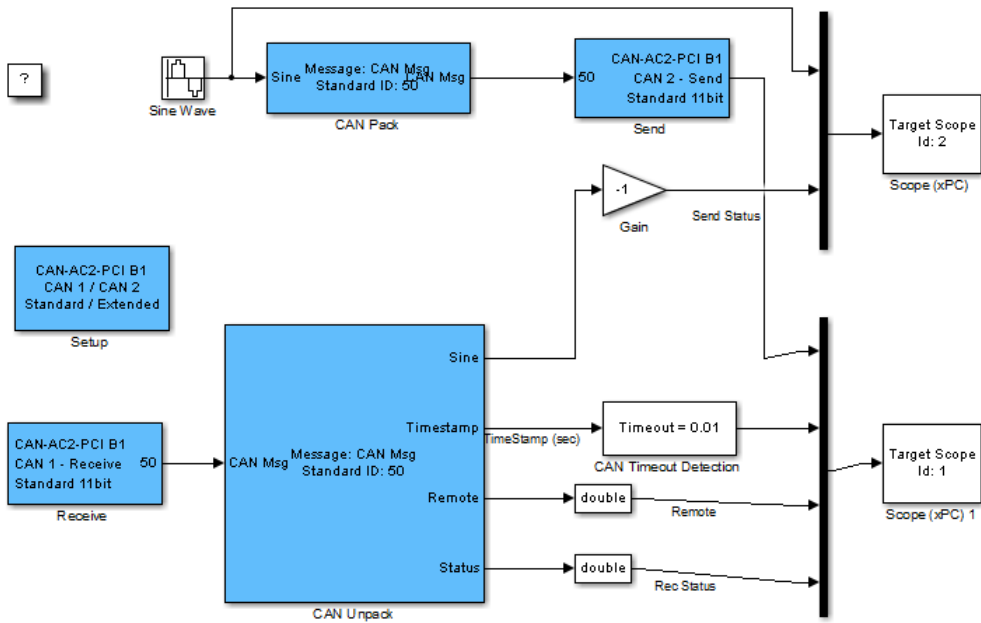 ?
Sine Wave
Sine
Message: CAN Msg
Standard ID: 50
CAN Msg
CAN Pack
50
CAN-AC2-PCI B1
CAN 2 - Send
Standard 11bit
Send
Target Scope
Id: 2
Scope (xPC)
-1
Gain
Send Status
CAN-AC2-PCI B1
CAN 1 / CAN 2
Standard / Extended
Setup
CAN-AC2-PCI B1
CAN 1 - Receive
Standard 11bit
50
Receive
CAN Msg
Message: CAN Msg
Standard ID: 50
Sine
Timestamp
Remote
Status
CAN Unpack
TimeStamp (sec)
Timeout = 0.01
CAN Timeout Detection
double
Remote
double
Rec Status
Target Scope
Id: 1
Scope (xPC) 1